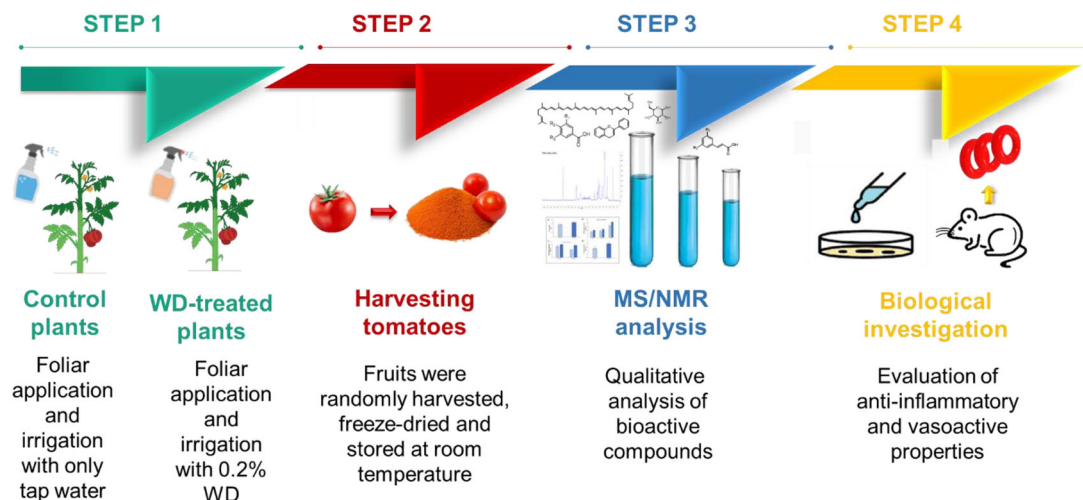 STEP 1
STEP 2
STEP 3
STEP 4
Control
plants
Foliar
application
and
irrigation
with only
tap water
WD-treated
plants
Foliar
application
and
irrigation
with 0.2%
WD
Harvesting
tomatoes
Fruits were
randomly harvested,
freeze-dried and
stored at room
temperature
MS/NMR
analysis
Qualitative
analysis of
bioactive
compounds
Biological
investigation
Evaluation of
anti-inflammatory
and vasoactive
properties